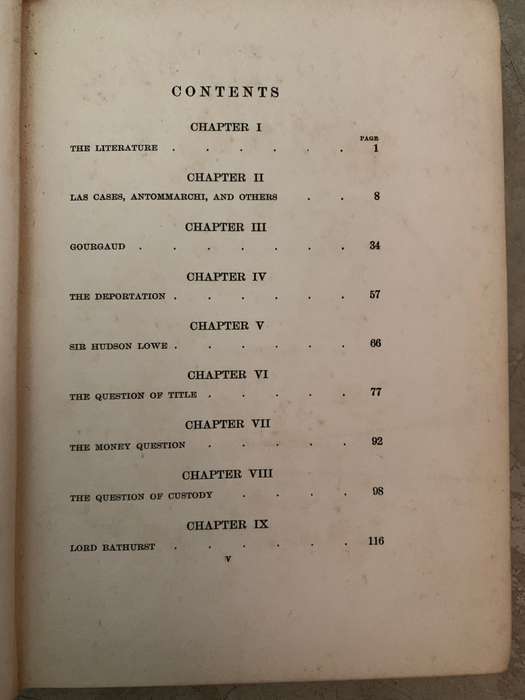 CONTENTS
CHAPTER I
PAGE
THE LITERATURE . . . . . . 1
CHAPTER II
LAS CASES, ANTOMMARCHI, AND OTHERS . . 8
CHAPTER III
GOURGAUD . . . . . . . 34
CHAPTER IV
THE DEPORTATION . . . . . . 57
CHAPTER V
SIR HUDSON LOWE . . . . . . 66
CHAPTER VI
THE QUESTION OF TITLE . . . . . 77
CHAPTER VII
THE MONEY QUESTION . . . . . 92
CHAPTER VIII
THE QUESTION OF CUSTODY . . . . 98
CHAPTER IX
LORD BATHURST . . . . . . 116
v